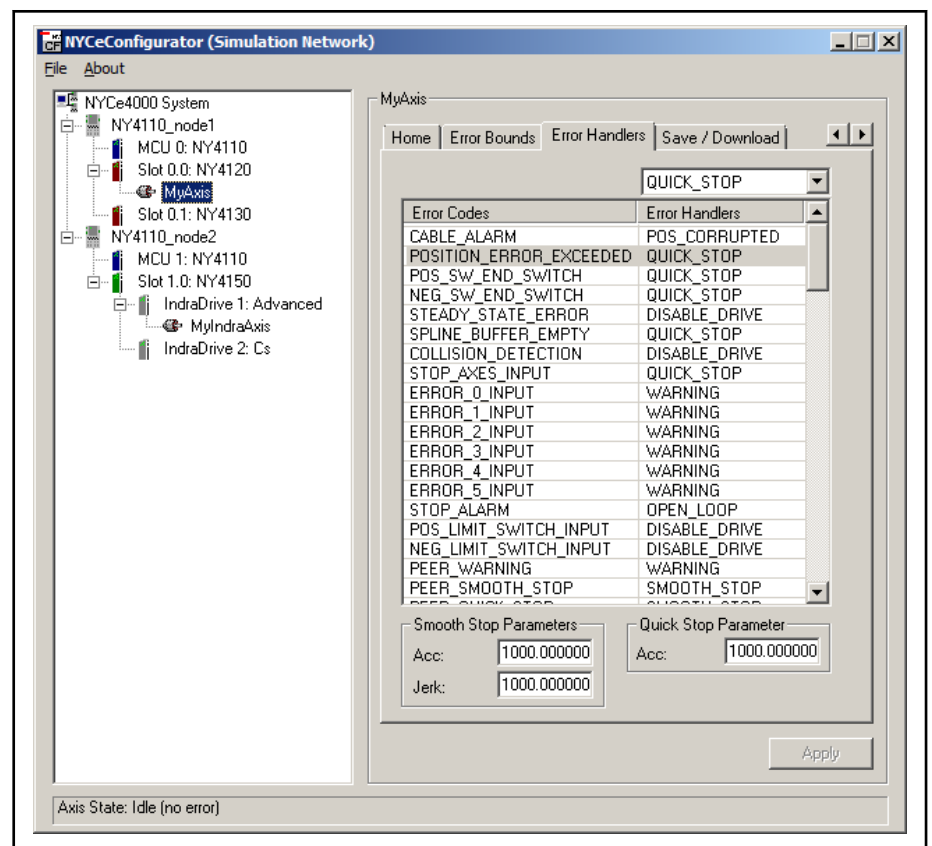 NYCeConfigurator (Simulation Network)
File About
NYCe4000 System
NY4110_node1
MCU 0: NY4110
Slot 0.0: NY4120
MyAxis
Slot 0.1: NY4130
NY4110_node2
MCU 1: NY4110
Slot 1.0: NY4150
IndraDrive 1: Advanced
MyIndraAxis
IndraDrive 2: Cs
MyAxis
Home Error Bounds Error Handlers Save / Download
QUICK_STOP
Error Codes Error Handlers
CABLE_ALARM POS_CORRUPTED
POSITION_ERROR_EXCEEDED QUICK_STOP
POS_SW_END_SWITCH QUICK_STOP
NEG_SW_END_SWITCH QUICK_STOP
STEADY_STATE_ERROR DISABLE_DRIVE
SPLINE_BUFFER_EMPTY QUICK_STOP
COLLISION_DETECTION DISABLE_DRIVE
STOP_AXES_INPUT QUICK_STOP
ERROR_0_INPUT WARNING
ERROR_1_INPUT WARNING
ERROR_2_INPUT WARNING
ERROR_3_INPUT WARNING
ERROR_4_INPUT WARNING
ERROR_5_INPUT WARNING
STOP_ALARM OPEN_LOOP
POS_LIMIT_SWITCH_INPUT DISABLE_DRIVE
NEG_LIMIT_SWITCH_INPUT DISABLE_DRIVE
PEER_WARNING WARNING
PEER_SMOOTH_STOP SMOOTH_STOP
Smooth Stop Parameters Quick Stop Parameter
Acc: 1000.000000 Acc: 1000.000000
Jerk: 1000.000000
Apply
Axis State: Idle (no error)